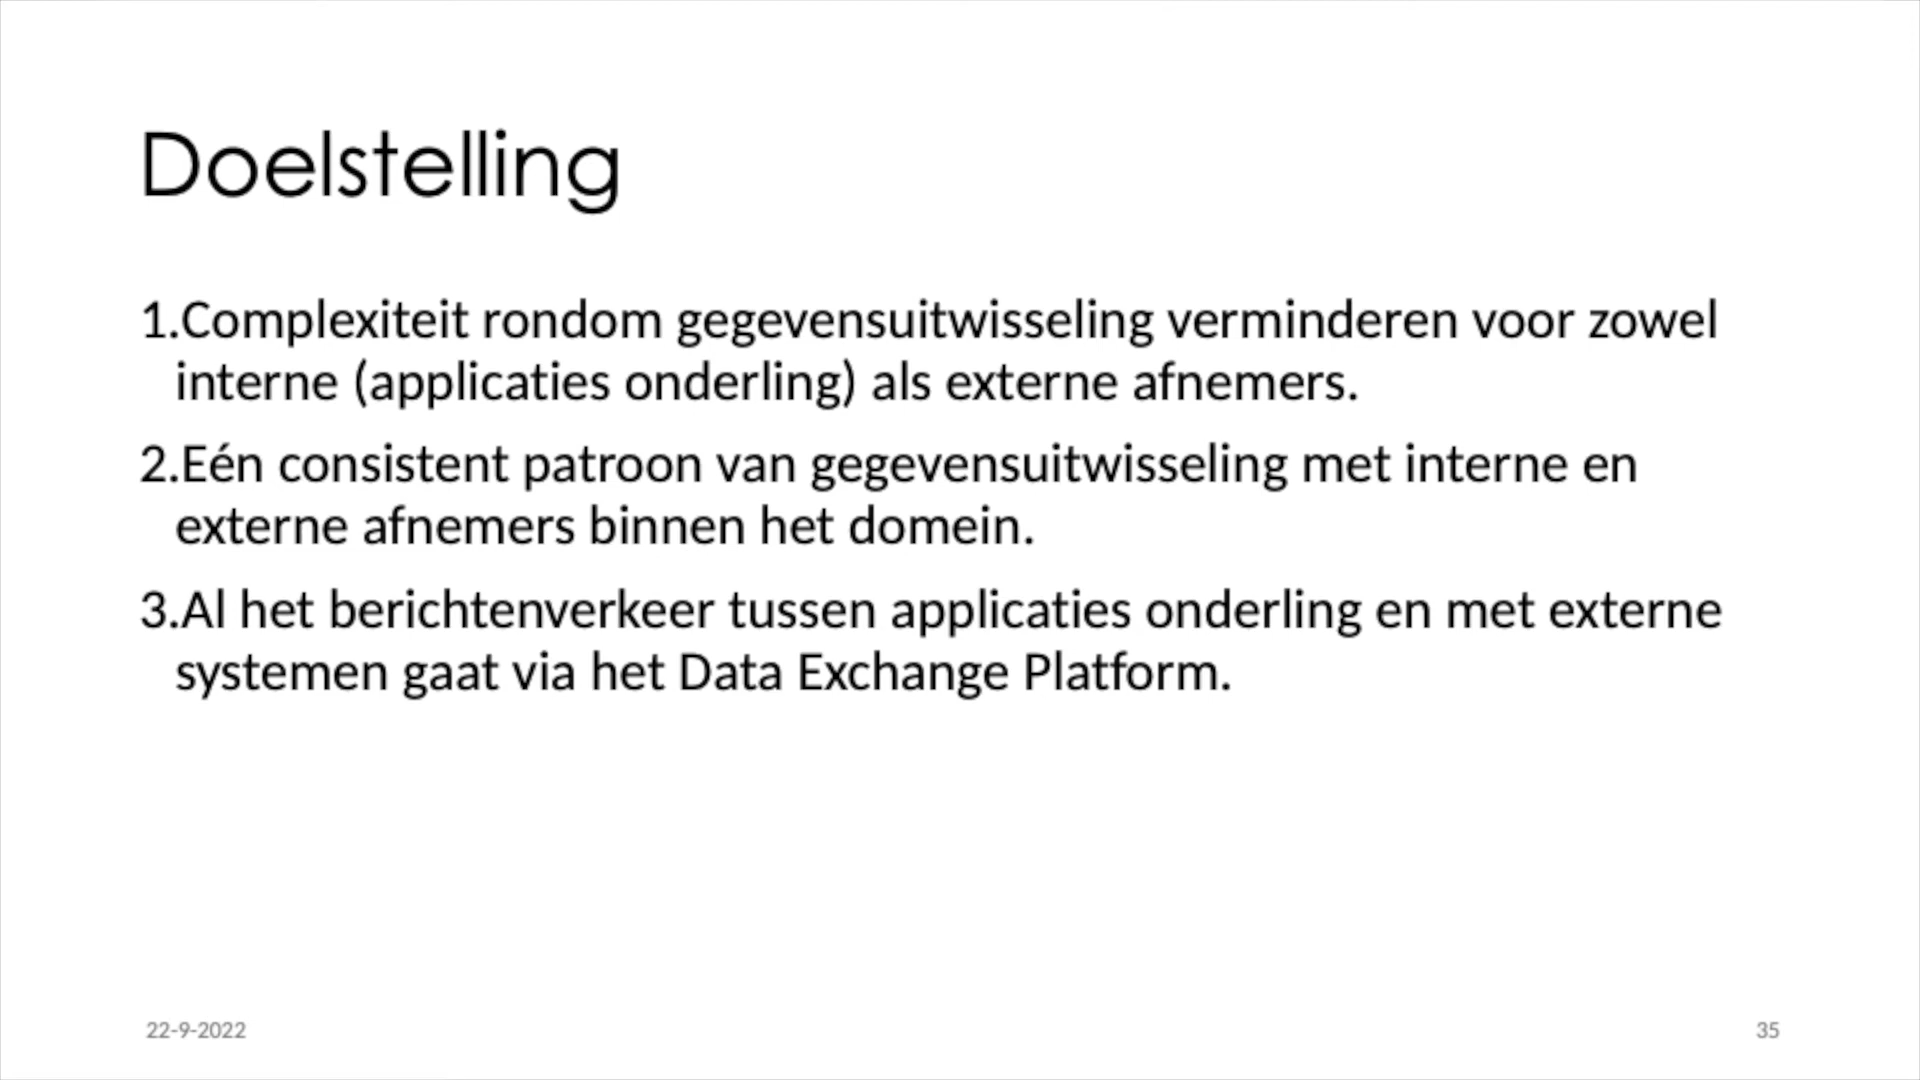 Doelstelling
1.Complexiteit rondom gegevensuitwisseling verminderen voor zowel
interne (applicaties onderling) als externe afnemers.
2.Eén consistent patroon van gegevensuitwisseling met interne en
externe afnemers binnen het domein.
3.Al het berichtenverkeer tussen applicaties onderling en met externe
systemen gaat via het Data Exchange Platform.
22-9-2022
35